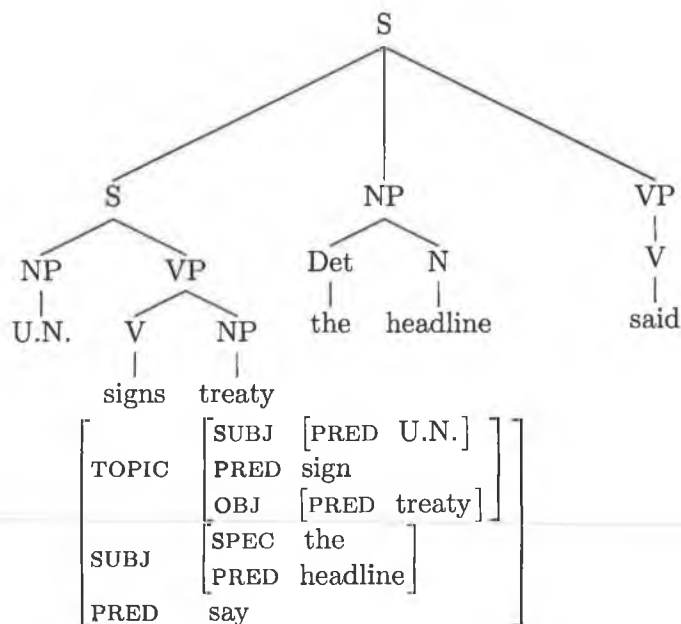 S
S NP VP
NP VP Det N V
U.N. V NP the headline said
signs treaty
SUBJ [PRED U.N.]
TOPIC PRED sign
OBJ [PRED treaty]
SPEC the
SUBJ
PRED headline
PRED say